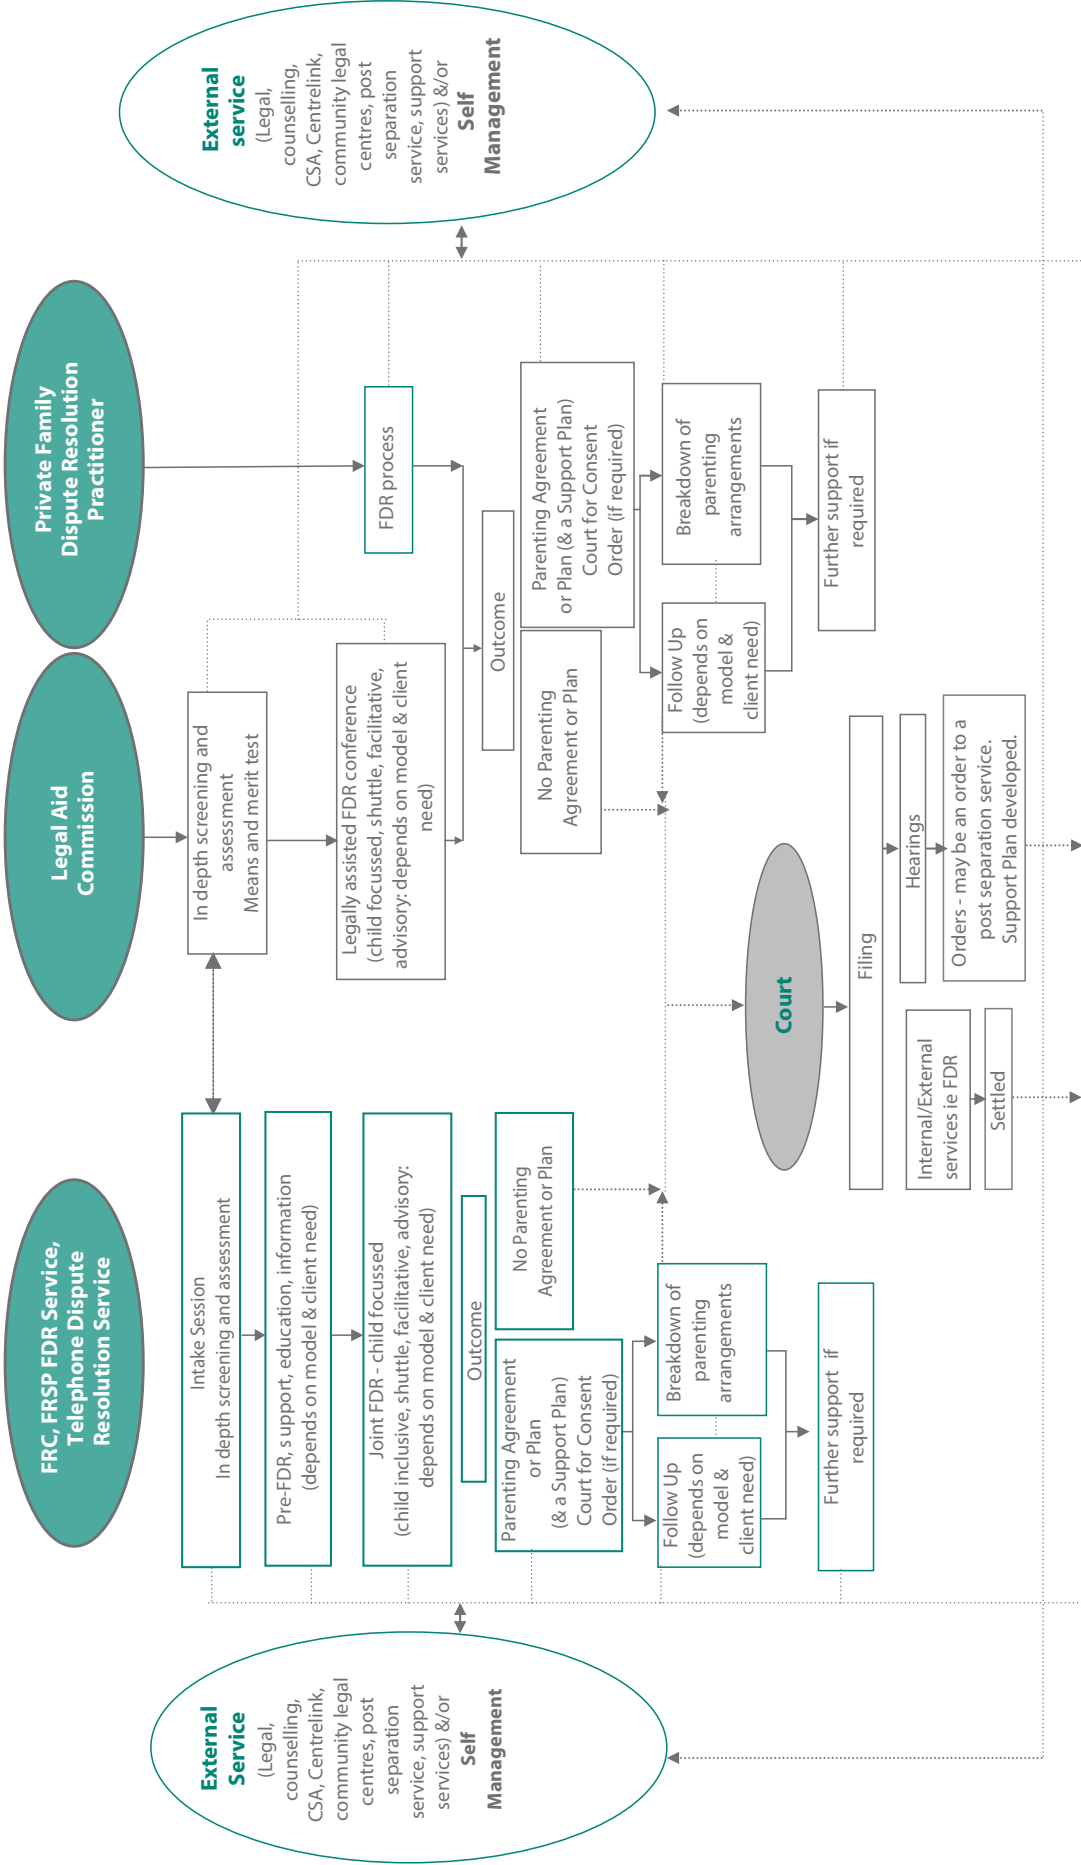 FRC, FRSP FDR Service,
Telephone Dispute
Resolution Service
Legal Aid
Commission
Private Family
Dispute Resolution
Practitioner
External
Service
(Legal,
counselling,
CSA, Centrelink,
community legal
centres, post
separation
service, support
services) &/or
Self
Management
Intake Session
In depth screening and assessment
Pre-FDR, s upport, education, information
(depends on model & client need)
Joint FDR - child focussed
(child inclusive, shuttle, facilitative, advisory:
depends on model & client need)
Outcome
Parenting Agreement
or Plan
(& a Support Plan)
Court for Consent
Order (if required)
No Parenting
Agreement or Plan
Follow Up
(depends on
model &
client need)
Breakdown of
parenting
arrangements
Further support if
required
In depth screening and
assessment
Means and merit test
Legally assisted FDR conference
(child focussed, shuttle, facilitative,
advisory: depends on model & client
need)
FDR process
Outcome
No Parenting
Agreement or Plan
Parenting Agreement
or Plan (& a Support Plan)
Court for Consent
Order (if required)
Follow Up
(depends on
model &
client need)
Breakdown of
parenting
arrangements
Further support if
required
External
service
(Legal,
counselling,
CSA, Centrelink,
community legal
centres, post
separation
service, support
services) &/or
Self
Management
Court
Filing
Internal/External
services ie FDR
Settled
Hearings
Orders - may be an order to a
post separation service.
Support Plan developed.